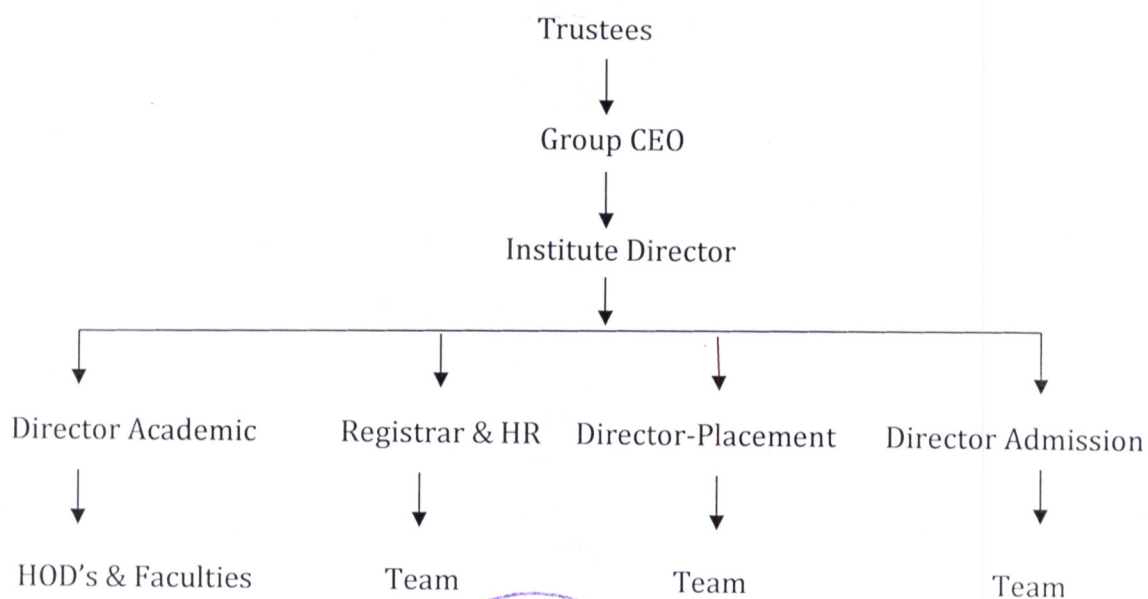 Trustees
Group CEO
Institute Director
Director Academic Registrar & HR Director-Placement Director Admission
HOD's & Faculties Team Team Team